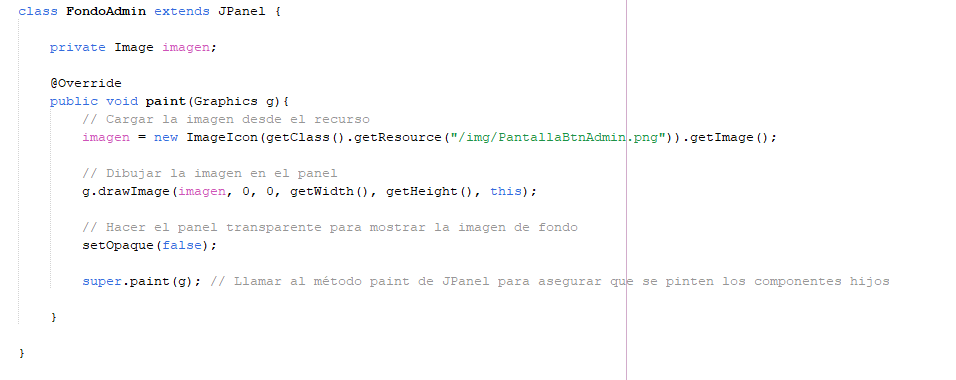 class FondoAdmin extends JPanel {
private Image imagen;
@Override
public void paint(Graphics g){
// Cargar la imagen desde el recurso
imagen = new ImageIcon(getClass().getResource("/img/PantallaBtnAdmin.png")).getImage();
// Dibujar la imagen en el panel
g.drawImage(imagen, 0, 0, getWidth(), getHeight(), this);
// Hacer el panel transparente para mostrar la imagen de fondo
setOpaque(false);
super.paint(g); // Llamar al método paint de JPanel para asegurar que se pinten los componentes hijos
}
}